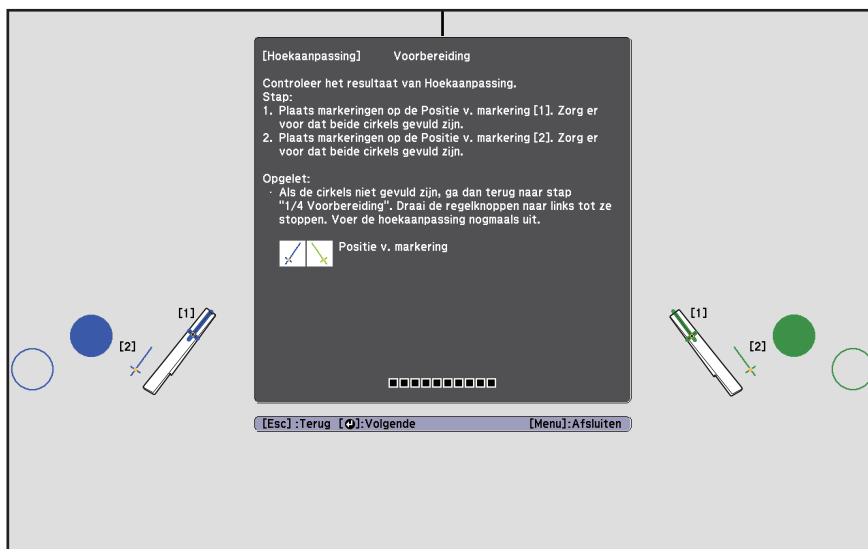 [Hoekaanpassing] Voorbereiding
Controleer het resultaat van Hoekaanpassing.
Stap:
1. Plaats markeringen op de Positie v. markering [1]. Zorg er
voor dat beide cirkels gevuld zijn.
2. Plaats markeringen op de Positie v. markering [2]. Zorg er
voor dat beide cirkels gevuld zijn.
Opgelet:
· Als de cirkels niet gevuld zijn, ga dan terug naar stap
"1/4 Voorbereiding". Draai de regelknoppen naar links tot ze
stoppen. Voer de hoekaanpassing nogmaals uit.
Positie v. markering
[1]
[2]
[1]
[2]
[Esc] :Terug [↵]:Volgende [Menu]:Afsluiten